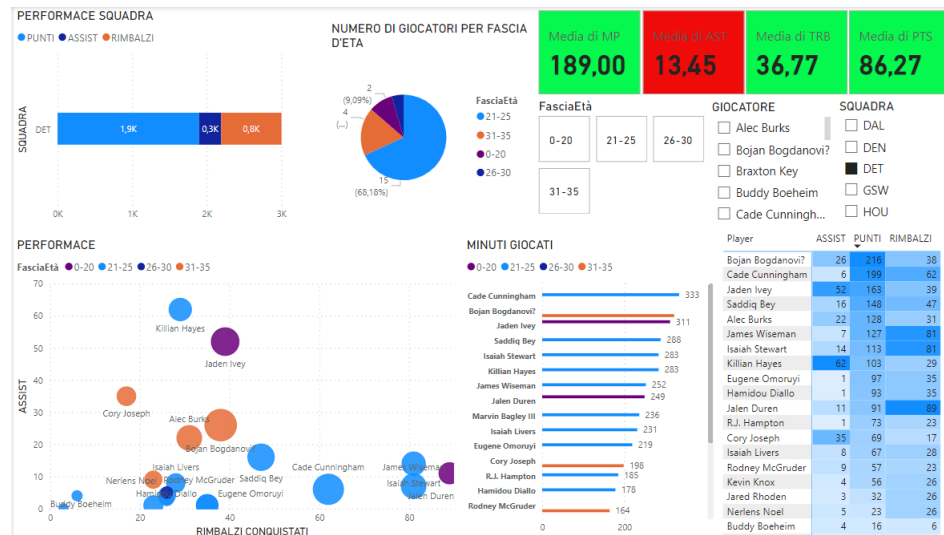 PERFORMACE SQUADRA
PUNTI ASSIST RIMBALZI
SQUADRA
DET
1,9K 0,3K 0,8K
0K 1K 2K 3K
NUMERO DI GIOCATORI PER FASCIA
D'ETA
2
(9,09%)
4
(...)
15
(68,18%)
FasciaEtà
21-25
31-35
0-20
26-30
Media di MP
189,00
Media di AST
13,45
Media di TRB
36,77
Media di PTS
86,27
FasciaEtà
0-20 21-25 26-30
31-35
GIOCATORE
Alec Burks
Bojan Bogdanovi?
Braxton Key
Buddy Boeheim
Cade Cunningh...
SQUADRA
DAL
DEN
DET
GSW
HOU
PERFORMACE
FasciaEtà 0-20 21-25 26-30 31-35
ASSIST
70
60
50
40
30
20
10
0
Killian Hayes
Jaden Ivey
Cory Joseph
Alec Burks
Bojan Bogdanovi?
Isaiah Livers
Nerlens Noel
Rodney McGruder
Saddiq Bey
Cade Cunningham
James Wiseman
Isaiah Stewart
Hamidou Diallo
Eugene Omoruyi
Jalen Duren
Buddy Boeheim
0 20 40 60 80
RIMBALZI CONQUISTATI
MINUTI GIOCATI
0-20 21-25 26-30 31-35
Cade Cunningham 333
Bojan Bogdanovi?
Jaden Ivey 311
Saddiq Bey 288
Isaiah Stewart 283
Killian Hayes 283
James Wiseman 252
Jalen Duren 249
Marvin Bagley III 236
Isaiah Livers 231
Eugene Omoruyi 219
Cory Joseph 198
R.J. Hampton 185
Hamidou Diallo 178
Rodney McGruder 164
0 200
Player ASSIST PUNTI RIMBALZI
Bojan Bogdanovi? 26 216 38
Cade Cunningham 6 199 62
Jaden Ivey 52 163 39
Saddiq Bey 16 148 47
Alec Burks 22 128 31
James Wiseman 7 127 81
Isaiah Stewart 14 113 81
Killian Hayes 62 103 29
Eugene Omoruyi 1 97 35
Hamidou Diallo 1 93 35
Jalen Duren 11 91 89
R.J. Hampton 1 73 23
Cory Joseph 35 69 17
Isaiah Livers 8 67 28
Rodney McGruder 9 57 23
Kevin Knox 4 56 26
Jared Rhoden 3 32 26
Nerlens Noel 5 23 26
Buddy Boeheim 4 16 6